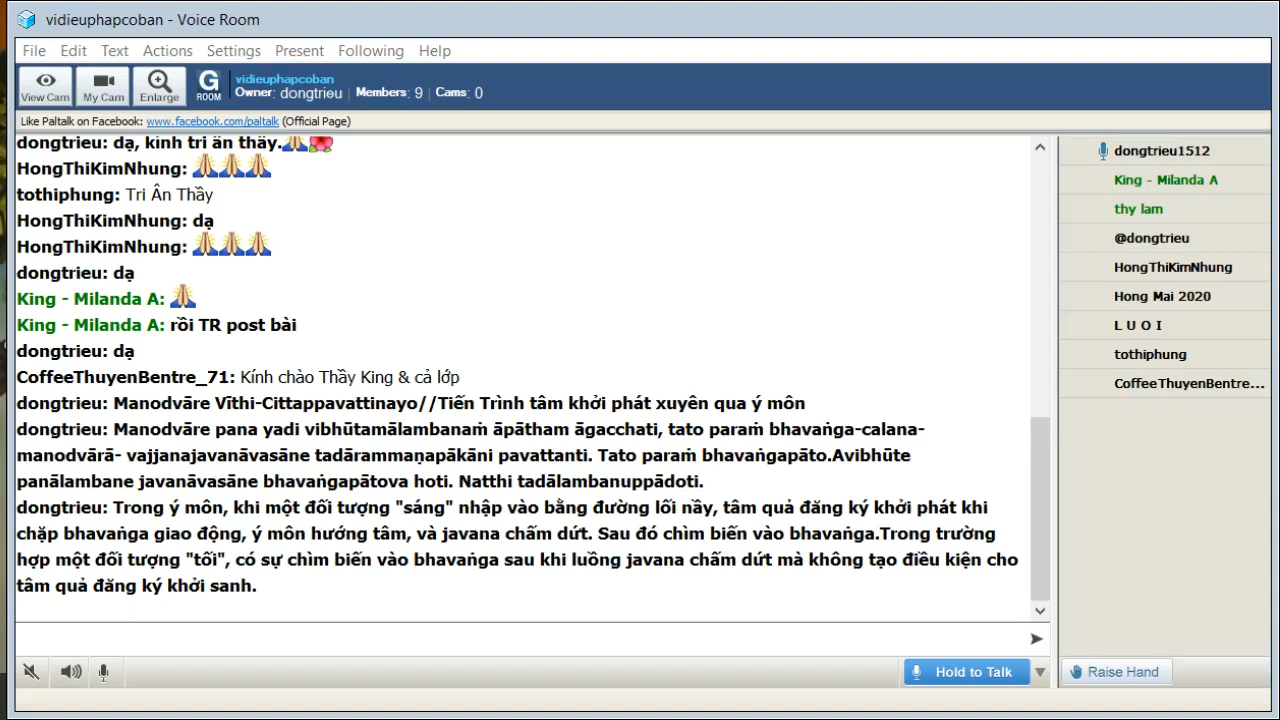 vidieuphapcoban - Voice Room
File Edit Text Actions Settings Present Following Help
View Cam My Cam Enlarge
G ROOM
vidieuphapcoban
Owner: dongtrieu | Members: 9 | Cams: 0
Like Paltalk on Facebook: www.facebook.com/paltalk (Official Page)
dongtrieu: dạ, kính tri ân thầy.🙏🌺
HongThiKimNhung: 🙏🙏🙏
tothiphung: Tri Ân Thầy
HongThiKimNhung: dạ
HongThiKimNhung: 🙏🙏🙏
dongtrieu: dạ
King - Milanda A: 🙏
King - Milanda A: rồi TR post bài
dongtrieu: dạ
CoffeeThuyenBentre_71: Kính chào Thầy King & cả lớp
dongtrieu: Manodvāre Vīthi-Cittappavattinayo//Tiến Trình tâm khởi phát xuyên qua ý môn
dongtrieu: Manodvāre pana yadi vibhūtamālambanaṁ āpātham āgacchati, tato paraṁ bhavaṅga-calana-
manodvārā- vajjanajavanāvasāne tadārammaṇapākāni pavattanti. Tato paraṁ bhavaṅgapāto.Avibhūte
panālambane javanāvasāne bhavaṅgapātova hoti. Natthi tadālambanuppādoti.
dongtrieu: Trong ý môn, khi một đối tượng "sáng" nhập vào bằng đường lối nầy, tâm quả đăng ký khởi phát khi
chặp bhavaṅga giao động, ý môn hướng tâm, và javana chấm dứt. Sau đó chìm biến vào bhavaṅga.Trong trường
hợp một đối tượng "tối", có sự chìm biến vào bhavaṅga sau khi luồng javana chấm dứt mà không tạo điều kiện cho
tâm quả đăng ký khởi sanh.
dongtrieu1512
King - Milanda A
thy lam
@dongtrieu
HongThiKimNhung
Hong Mai 2020
L U O I
tothiphung
CoffeeThuyenBentre...
Hold to Talk
Raise Hand